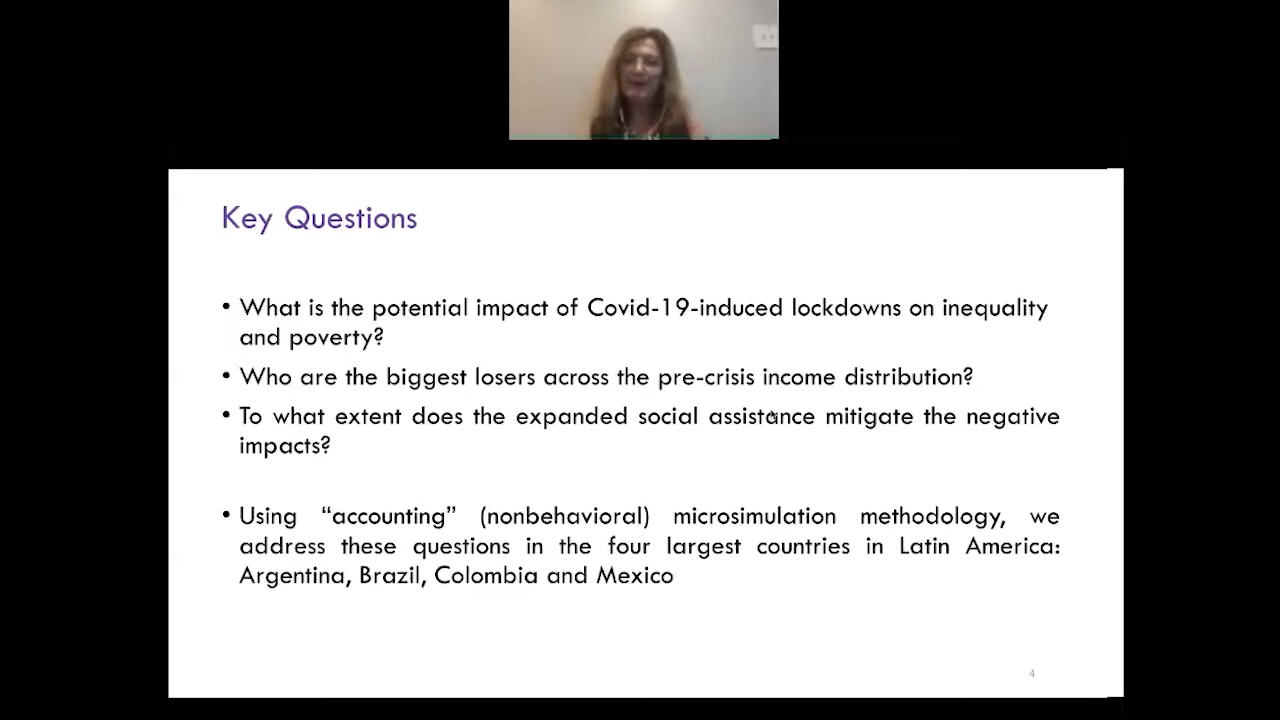 Key Questions
• What is the potential impact of Covid-19-induced lockdowns on inequality
and poverty?
• Who are the biggest losers across the pre-crisis income distribution?
• To what extent does the expanded social assistance mitigate the negative
impacts?
• Using “accounting” (nonbehavioral) microsimulation methodology, we
address these questions in the four largest countries in Latin America:
Argentina, Brazil, Colombia and Mexico
4